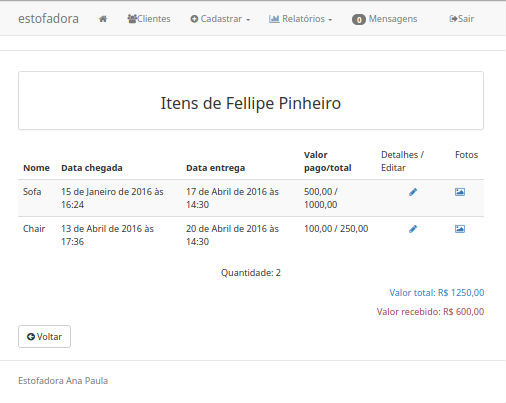 estofadora Clientes Cadastrar Relatórios 0 Mensagens Sair
Itens de Fellipe Pinheiro
Nome Data chegada Data entrega Valor pago/total Detalhes / Editar Fotos
Sofa 15 de Janeiro de 2016 às 16:24 17 de Abril de 2016 às 14:30 500,00 / 1000,00
Chair 13 de Abril de 2016 às 17:36 20 de Abril de 2016 às 14:30 100,00 / 250,00
Quantidade: 2
Valor total: R$ 1250,00
Valor recebido: R$ 600,00
Voltar
Estofadora Ana Paula